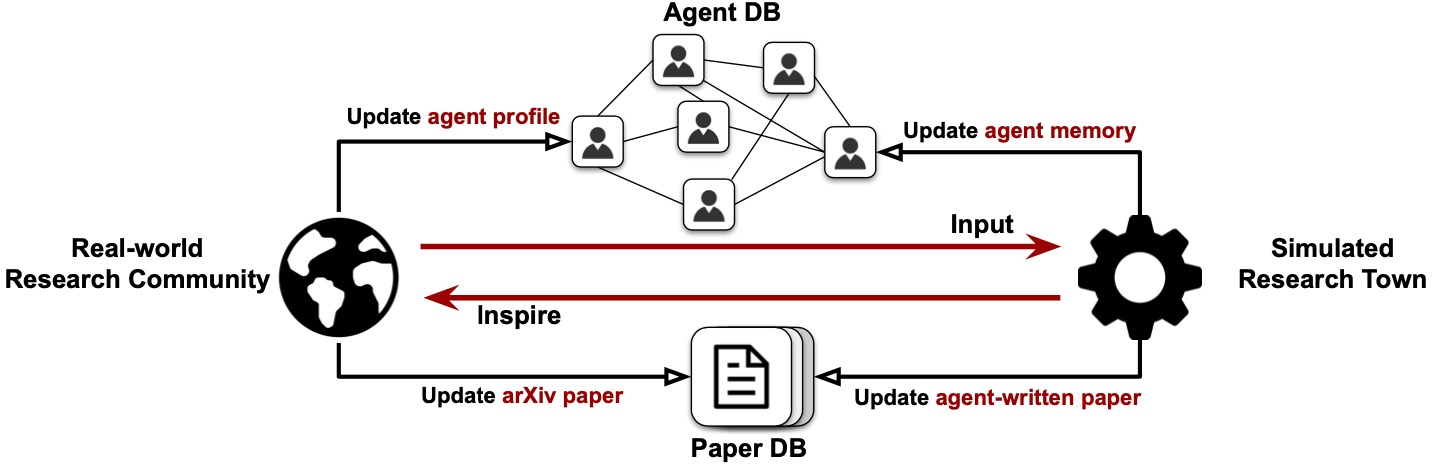 Agent DB
Update agent profile
Update agent memory
Input
Real-world
Research Community
Simulated
Research Town
Inspire
Update arXiv paper
Update agent-written paper
Paper DB